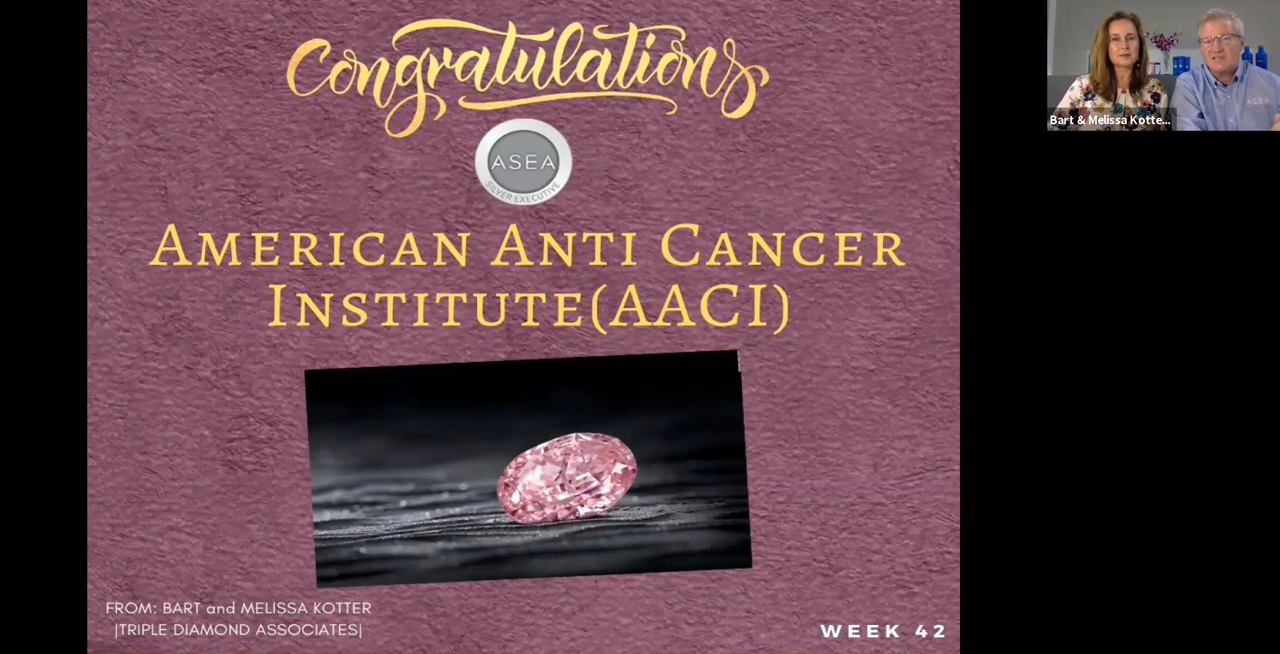 Congratulations
ASEA
SILVER EXECUTIVE
AMERICAN ANTI CANCER
INSTITUTE(AACI)
FROM: BART and MELISSA KOTTER
|TRIPLE DIAMOND ASSOCIATES|
WEEK 42
ASEA
Bart & Melissa Kotte...